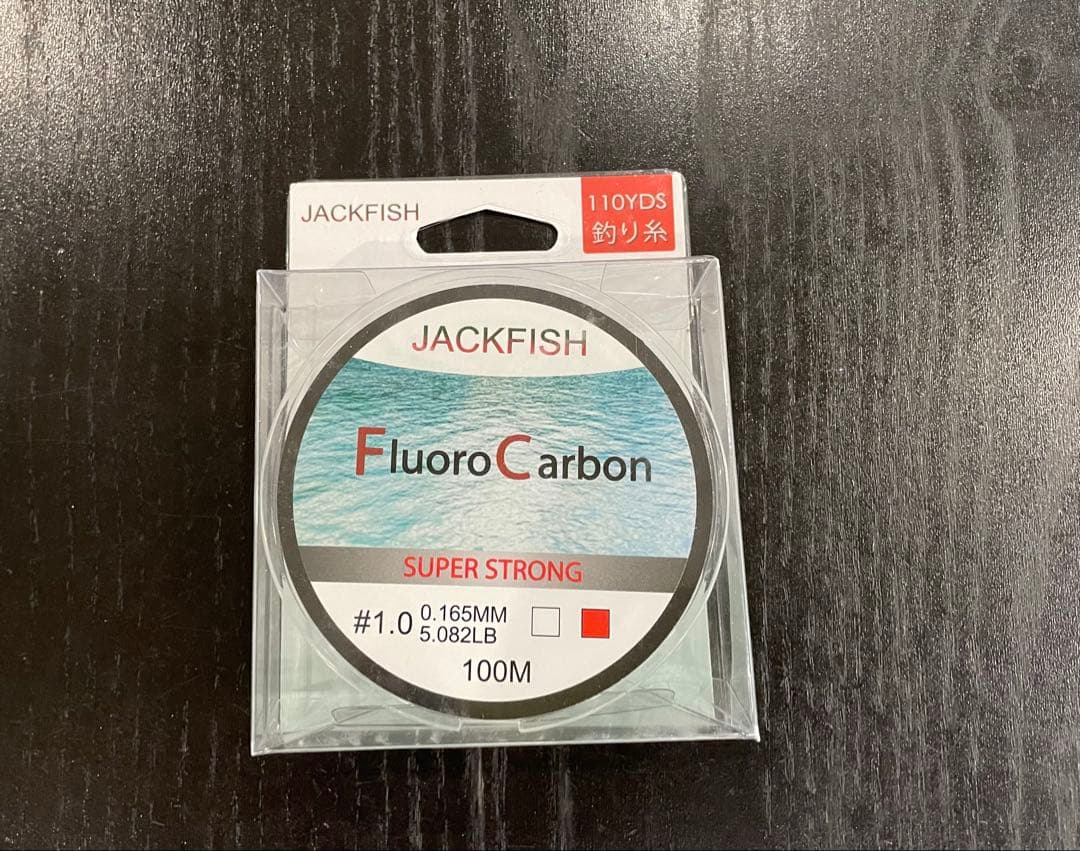 JACKFISH
110YDS
釣り糸
JACKFISH
FluoroCarbon
SUPER STRONG
#1.0
0.165MM
5.082LB
100M